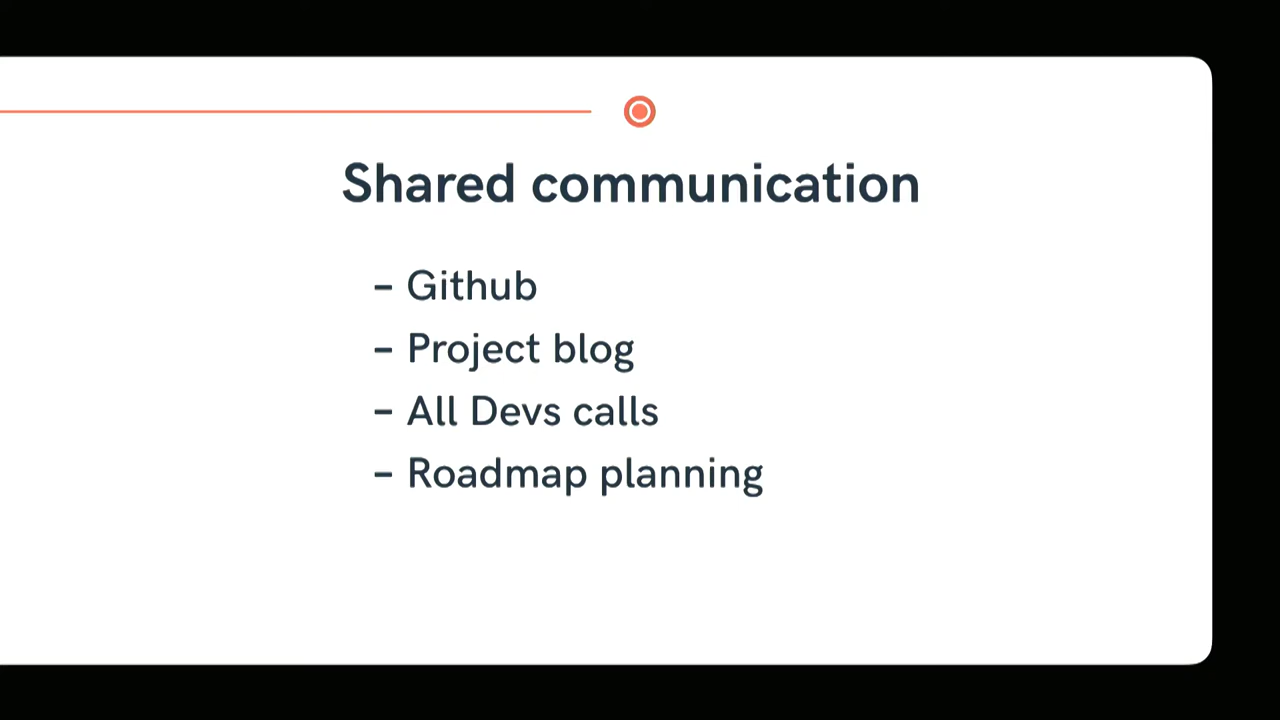 Shared communication
– Github
– Project blog
– All Devs calls
– Roadmap planning